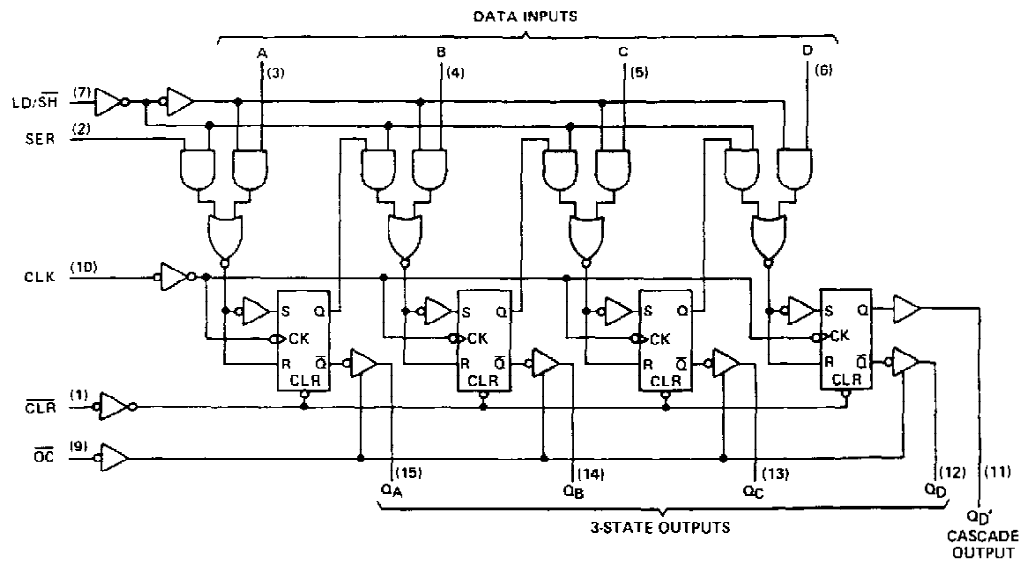 DATA INPUTS
A B C D
(3) (4) (5) (6)
LD/SH (7)
SER (2)
CLK (10)
S Q S Q S Q S Q
CK CK CK CK
R Q R Q R Q R Q
CLR CLR CLR CLR
CLR (1)
OC (9)
(15) (14) (13) (12) (11)
QA QB QC QD
3-STATE OUTPUTS
QD'
CASCADE
OUTPUT